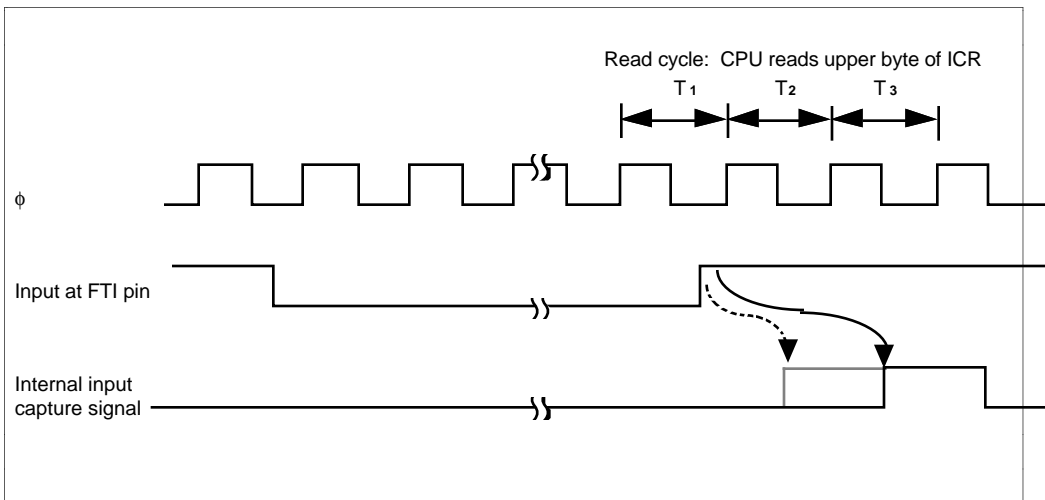 Read cycle: CPU reads upper byte of ICR
T1 T2 T3
ϕ
Input at FTI pin
Internal input
capture signal